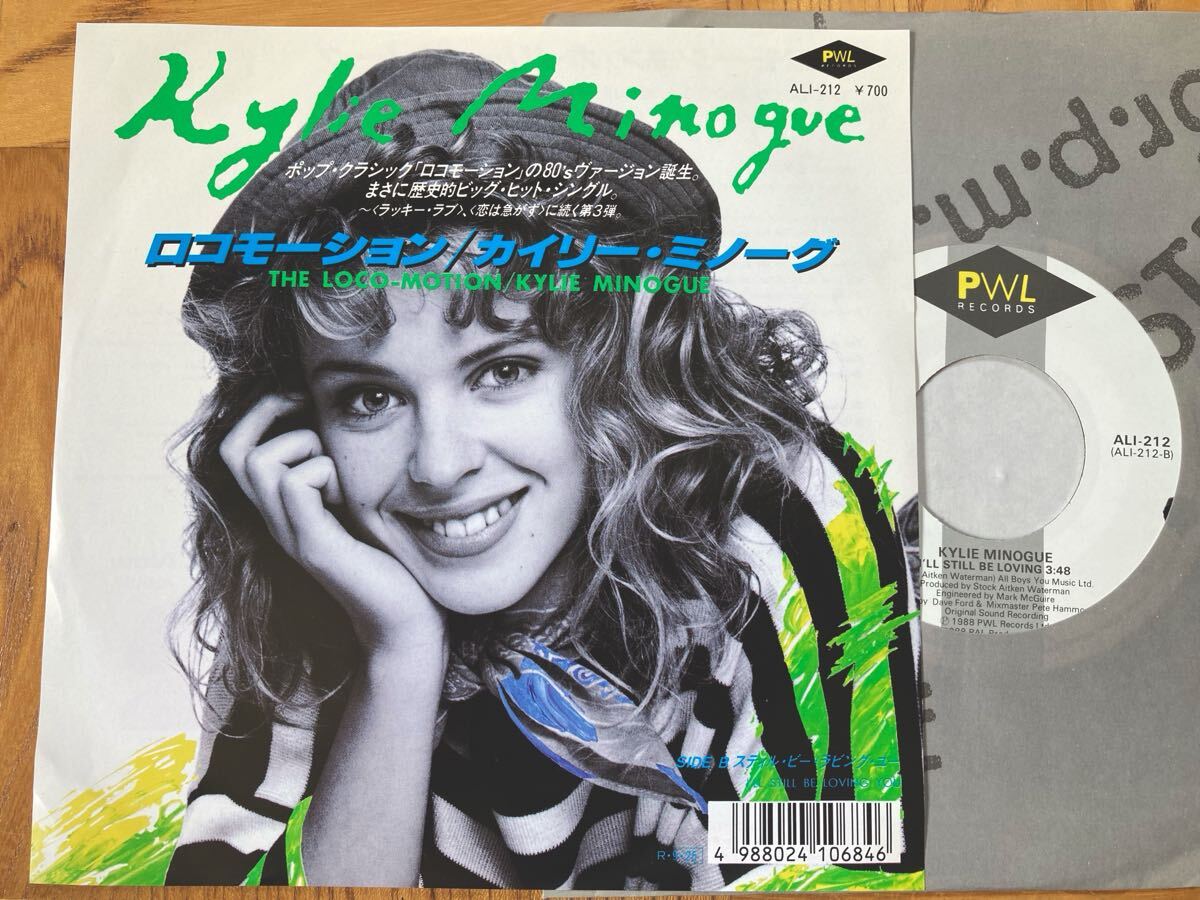 Kylie Minogue
PWL
RECORDS
ALI-212 ¥700
ポップ・クラシック「ロコモーション」の80'sヴァージョン誕生。
まさに歴史的ビッグ・ヒット・シングル。
〜〈ラッキー・ラブ〉、〈恋は急がず〉に続く第3弾。
ロコモーション/カイリー・ミノーグ
THE LOCO-MOTION/KYLIE MINOGUE
SIDE B スティル・ビー・ラビング・ユー
STILL BE LOVING YOU
4 988024 106846
PWL
RECORDS
ALI-212
(ALI-212-B)
KYLIE MINOGUE
I'LL STILL BE LOVING 3:48
Aitken Waterman) All Boys You Music Ltd.
Produced by Stock Aitken Waterman
Engineered by Mark McGuire
by Dave Ford & Mixmaster Pete Hammo
Original Sound Recording
℗ 1988 PWL Records Ltd